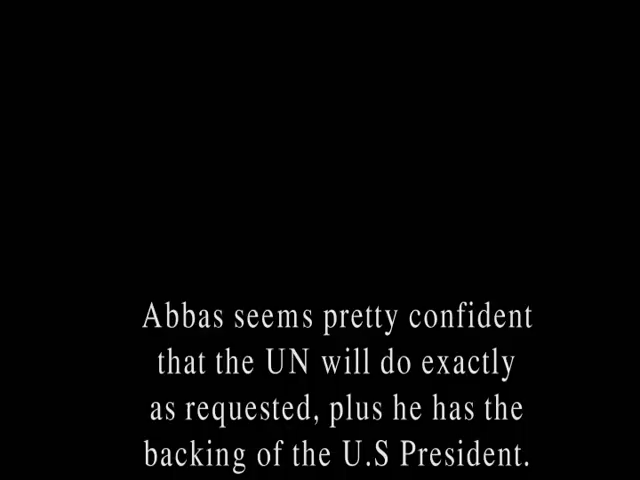 Abbas seems pretty confident
that the UN will do exactly
as requested, plus he has the
backing of the U.S President.